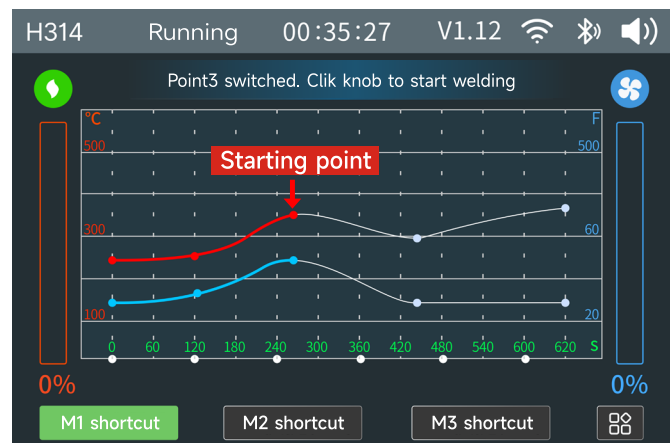 H314 Running 00:35:27 V1.12
Point3 switched. Clik knob to start welding
°C F
500 500
Starting point
300 60
100 20
0 60 120 180 240 300 360 420 480 540 600 620 S
0% 0%
M1 shortcut M2 shortcut M3 shortcut